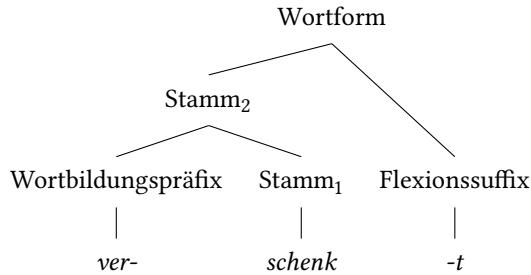 Wortform
Stamm₂
Wortbildungspräfix Stamm₁ Flexionssuffix
ver- schenk -t